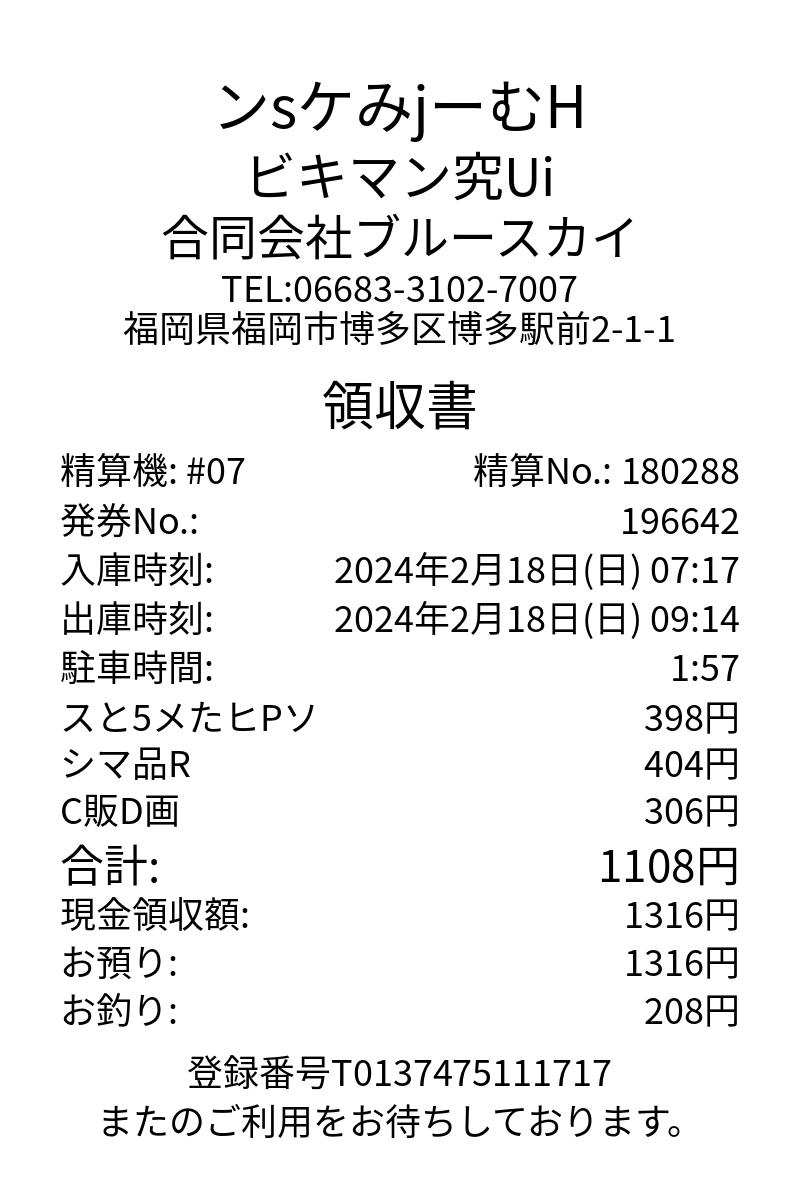 ンsケみjーむH
ビキマン究Ui
合同会社ブルースカイ
TEL:06683-3102-7007
福岡県福岡市博多区博多駅前2-1-1
領収書
精算機: #07 精算No.: 180288
発券No.: 196642
入庫時刻: 2024年2月18日(日) 07:17
出庫時刻: 2024年2月18日(日) 09:14
駐車時間: 1:57
スと5メたヒPソ 398円
シマ品R 404円
C販D画 306円
合計: 1108円
現金領収額: 1316円
お預り: 1316円
お釣り: 208円
登録番号T0137475111717
またのご利用をお待ちしております。